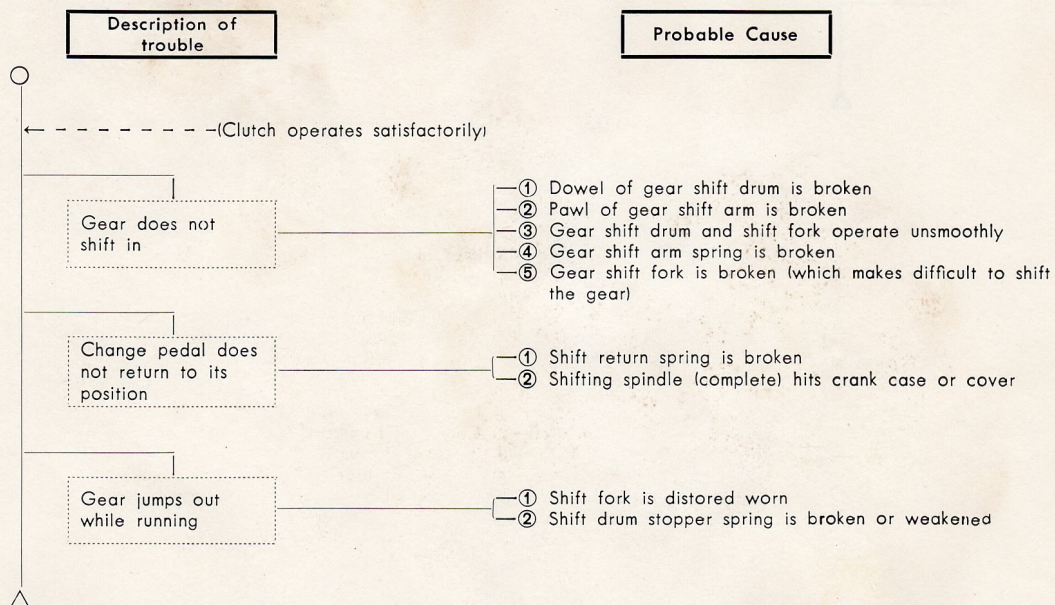 Description of
trouble
Probable Cause
(Clutch operates satisfactorily)
Gear does not
shift in
① Dowel of gear shift drum is broken
② Pawl of gear shift arm is broken
③ Gear shift drum and shift fork operate unsmoothly
④ Gear shift arm spring is broken
⑤ Gear shift fork is broken (which makes difficult to shift
the gear)
Change pedal does
not return to its
position
① Shift return spring is broken
② Shifting spindle (complete) hits crank case or cover
Gear jumps out
while running
① Shift fork is distored worn
② Shift drum stopper spring is broken or weakened